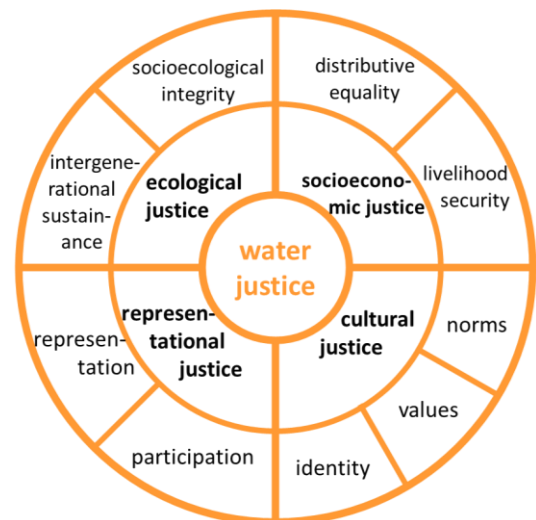 socioecological
integrity
distributive
equality
intergene-
rational
sustain-
ance
ecological
justice
socioecono-
mic justice
livelihood
security
water
justice
represen-
tation
represen-
tational
justice
cultural
justice
norms
values
participation
identity